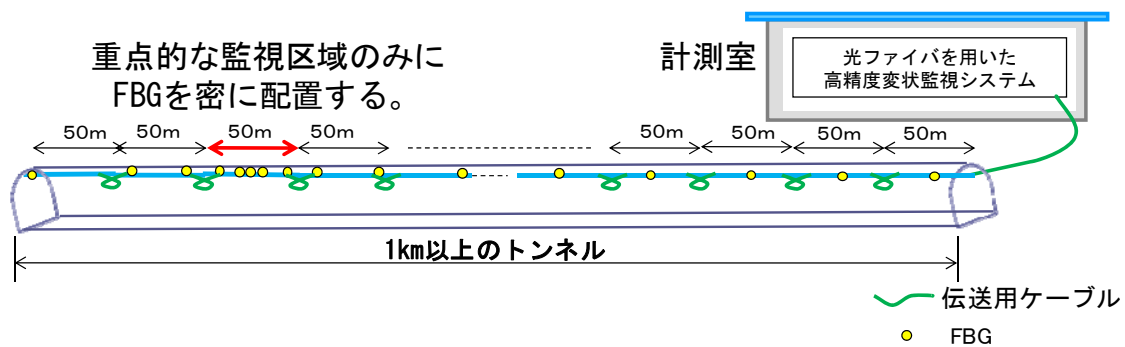 重点的な監視区域のみに
FBGを密に配置する。
計測室
光ファイバを用いた
高精度変状監視システム
50m 50m 50m 50m 50m 50m 50m 50m
1km以上のトンネル
伝送用ケーブル
FBG